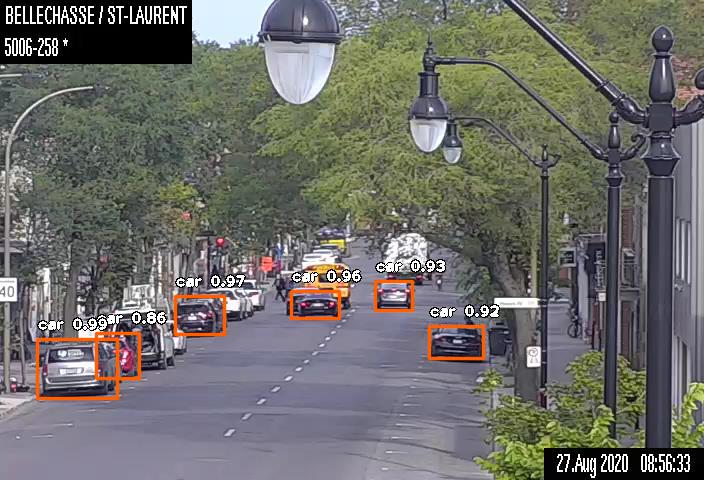 BELLECHASSE / ST-LAURENT
5006-258 *
car 0.97
car 0.96
car 0.93
car 0.92
car 0.99
0.86
40
27.Aug 2020 08:56:33